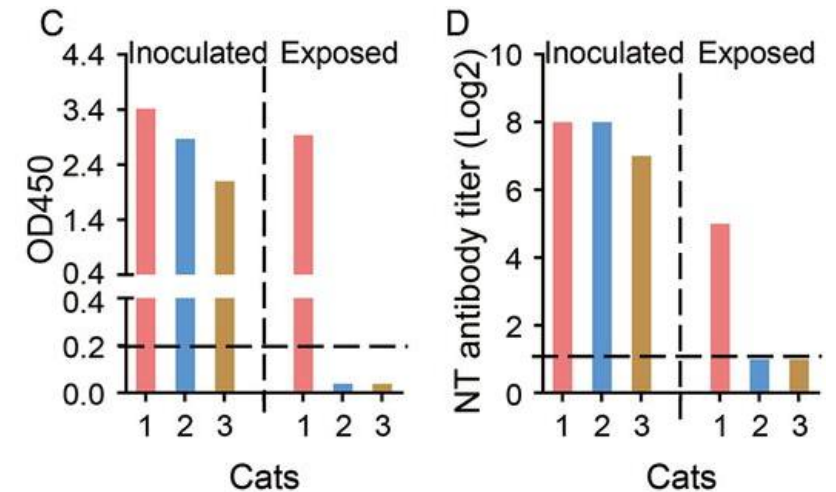 C
Inoculated Exposed
OD450
4.4
3.4
2.4
1.4
0.4
0.4
0.2
0.0
1 2 3 1 2 3
Cats
D
Inoculated Exposed
NT antibody titer (Log2)
10
8
6
4
2
0
1 2 3 1 2 3
Cats